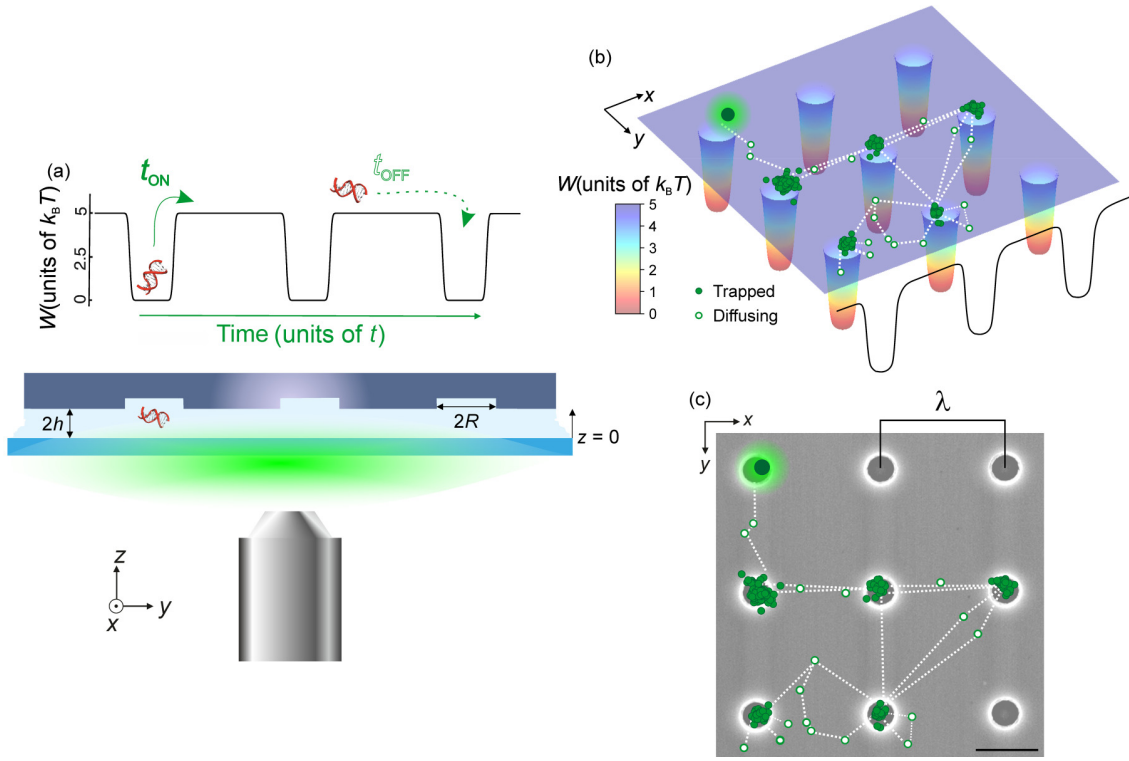 (a)
t_ON
t_OFF
W(units of k_BT)
5
2.5
0
Time (units of t)
2h
2R
z = 0
z
y
x
(b)
x
y
W(units of k_BT)
5
4
3
2
1
0
Trapped
Diffusing
(c)
x
y
λ